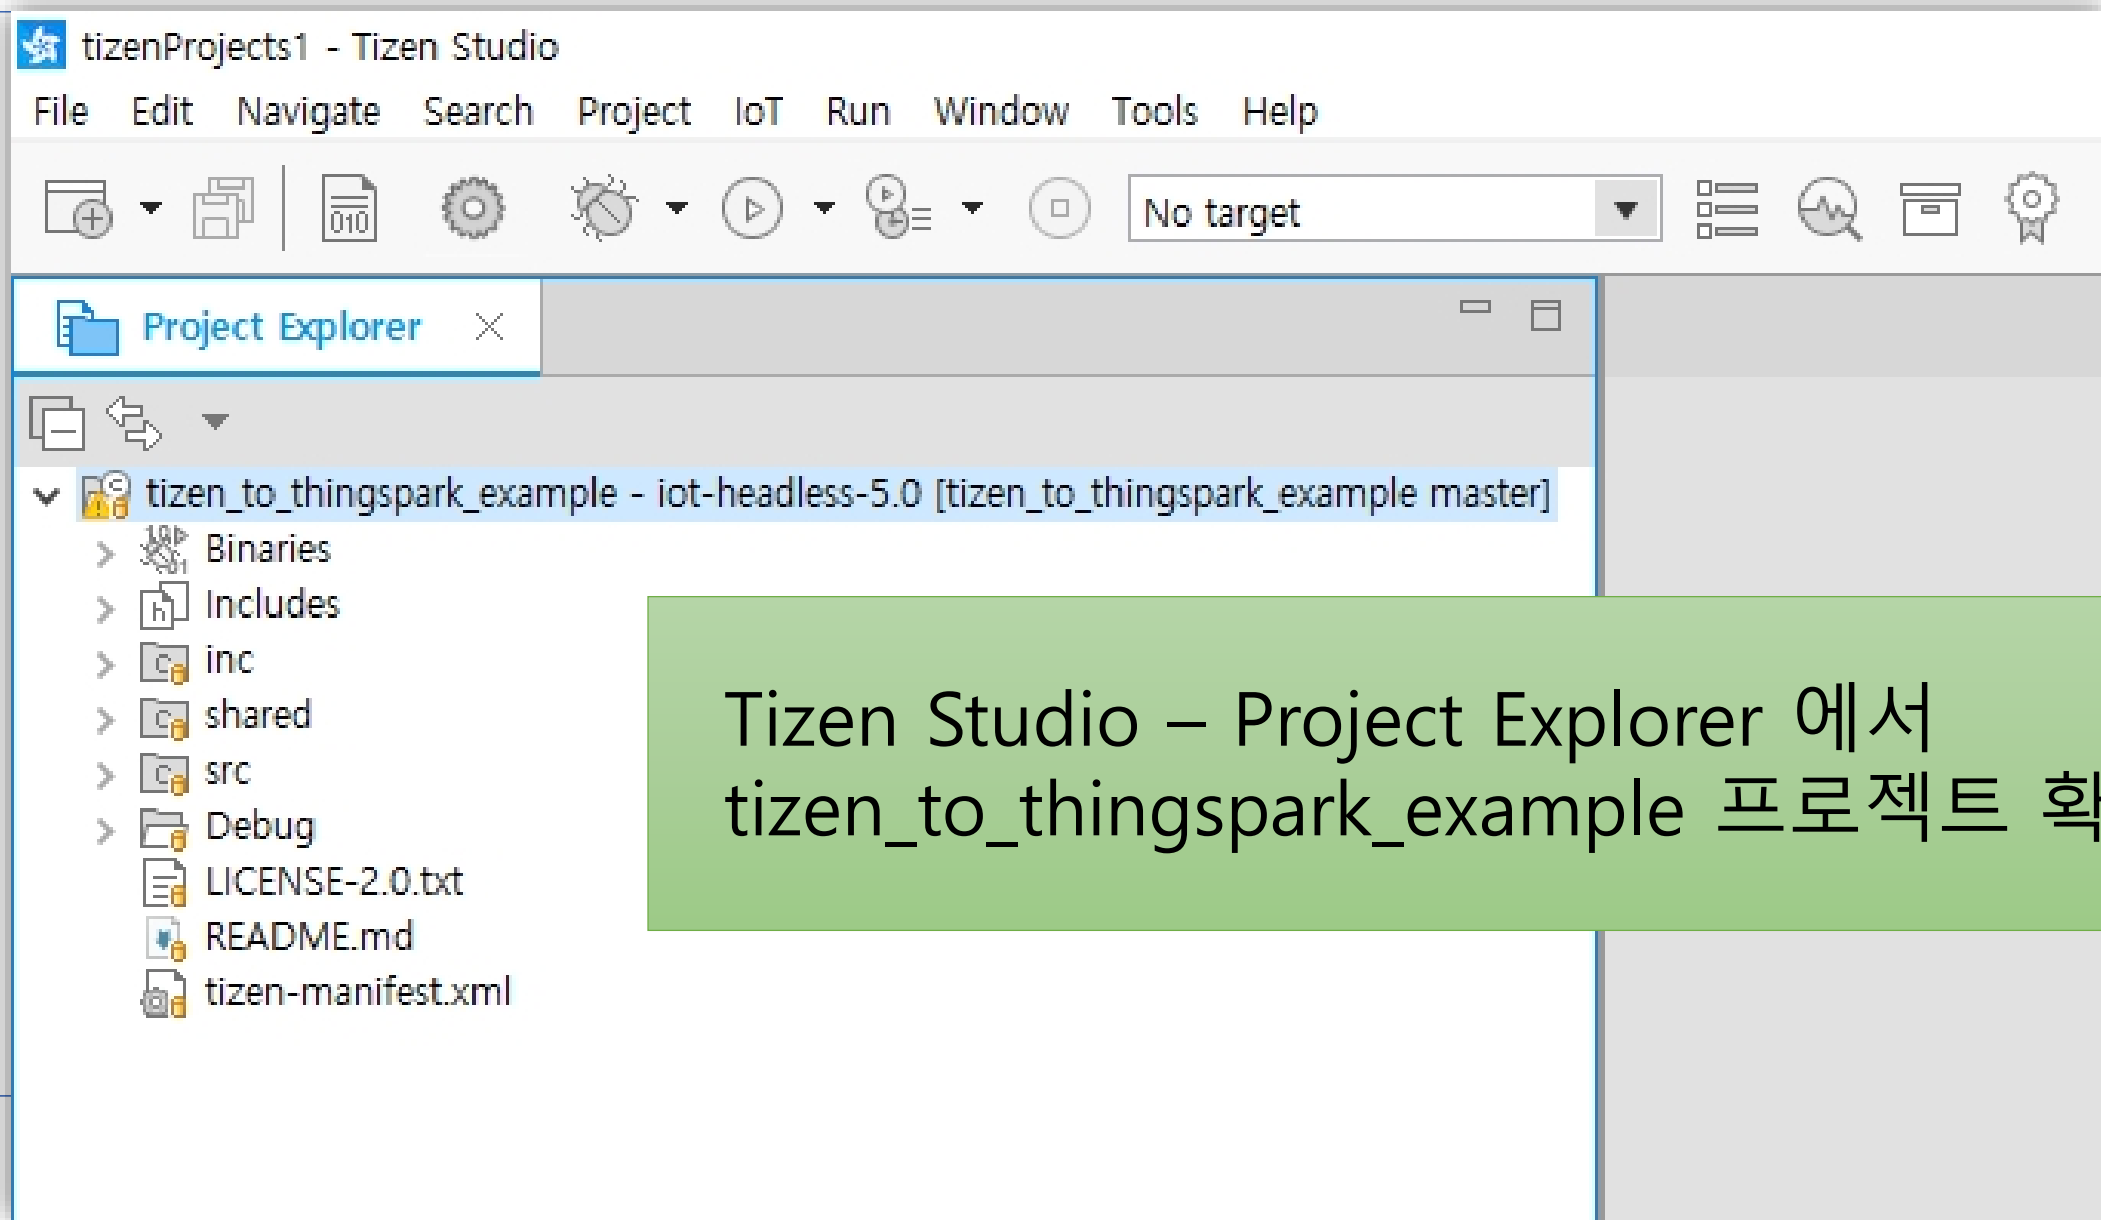 tizenProjects1 - Tizen Studio
File Edit Navigate Search Project IoT Run Window Tools Help
010
No target
Project Explorer
tizen_to_thingspark_example - iot-headless-5.0 [tizen_to_thingspark_example master]
Binaries
Includes
inc
shared
src
Debug
LICENSE-2.0.txt
README.md
tizen-manifest.xml
Tizen Studio – Project Explorer 에서
tizen_to_thingspark_example 프로젝트 확